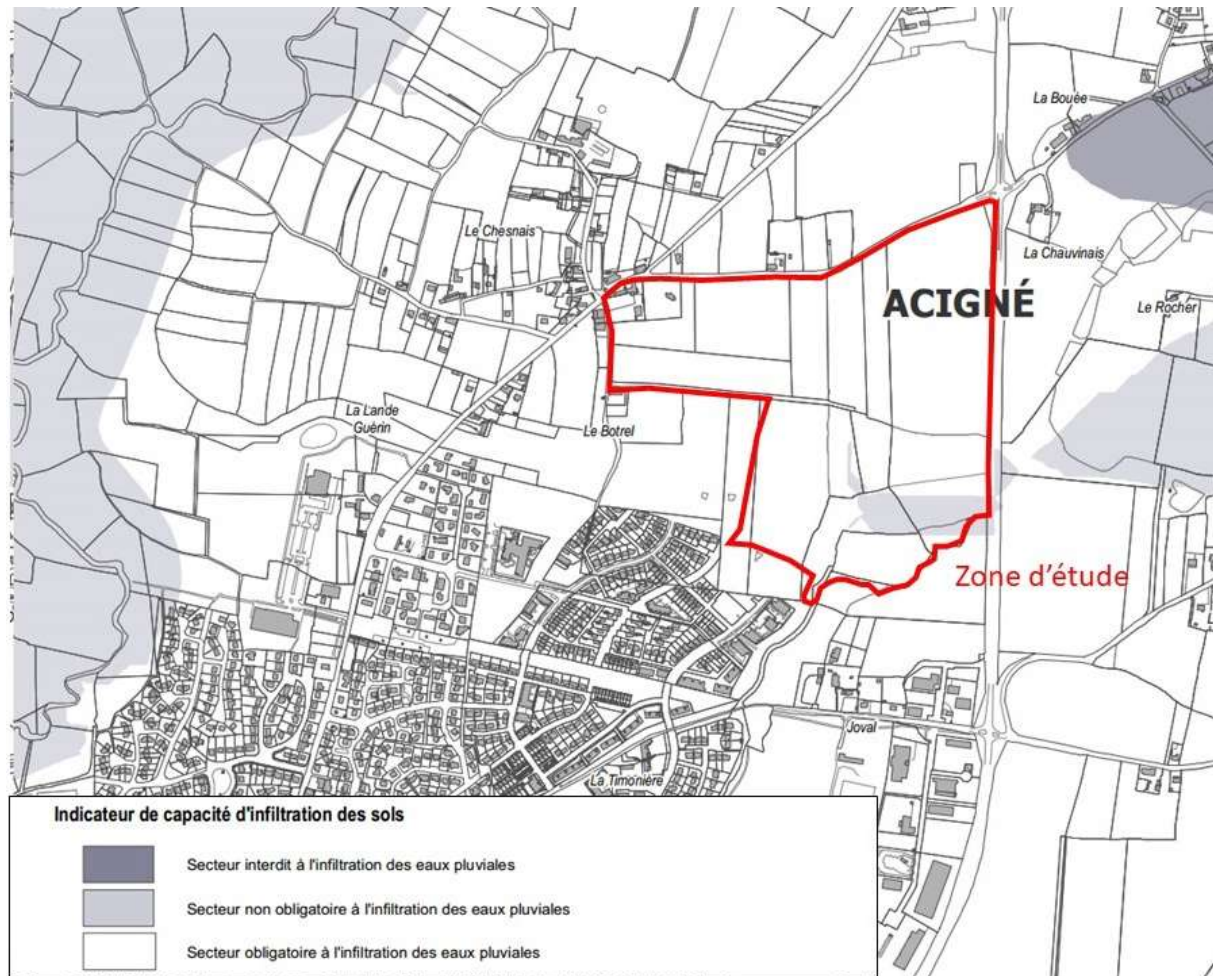 La Bouëe
Le Chesnais
La Chauvinais
ACIGNÉ
Le Rocher
La Lande
Guérin
Le Botrel
Zone d'étude
Joval
La Timonière
Indicateur de capacité d'infiltration des sols
Secteur interdit à l'infiltration des eaux pluviales
Secteur non obligatoire à l'infiltration des eaux pluviales
Secteur obligatoire à l'infiltration des eaux pluviales